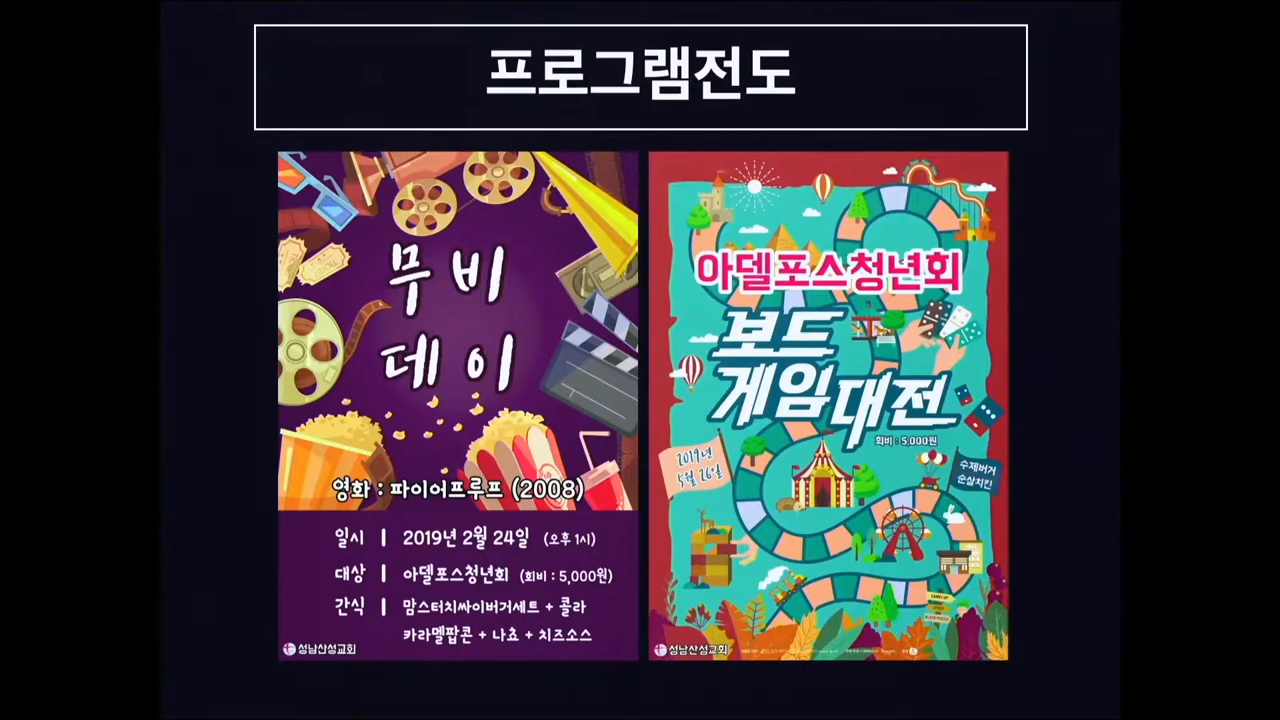 프로그램전도
무비
데이
영화 : 파이어프루프 (2008)
일시 | 2019년 2월 24일 (오후 1시)
대상 | 아델포스청년회 (회비 : 5,000원)
간식 | 맘스터치싸이버거세트 + 콜라
카라멜팝콘 + 나쵸 + 치즈소스
성남산성교회
아델포스청년회
보드
게임대전
회비 : 5,000원
2019년
5월 26일
수제버거
순살치킨
성남산성교회